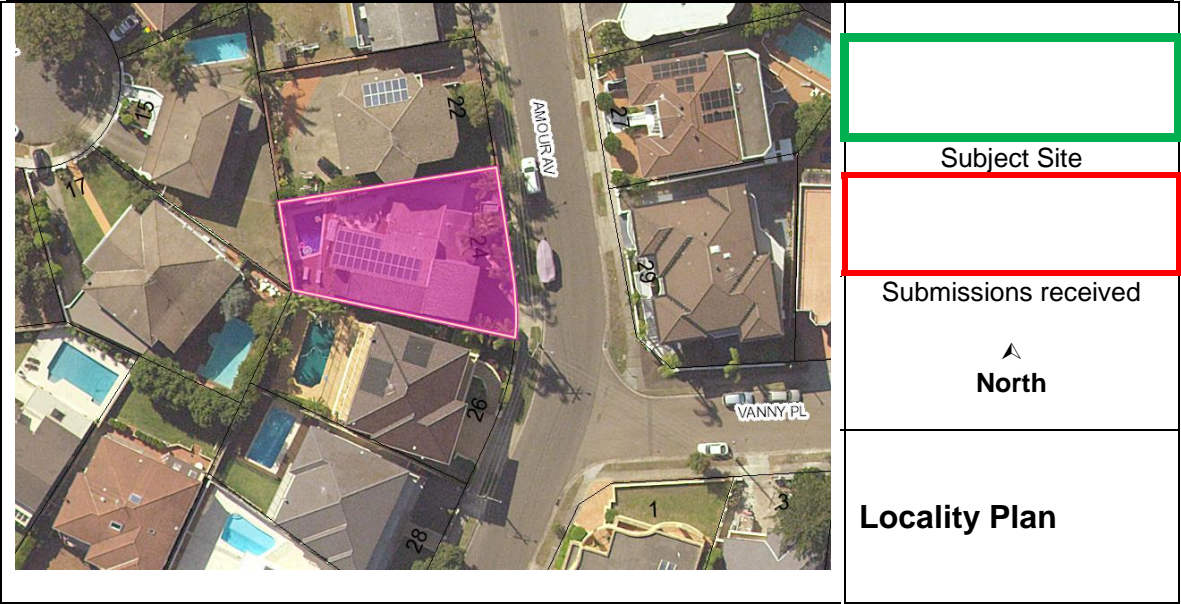 15
22
AMOUR AV
27
17
24
29
26
VANNY PL
28
1
3
Subject Site
Submissions received
North
Locality Plan